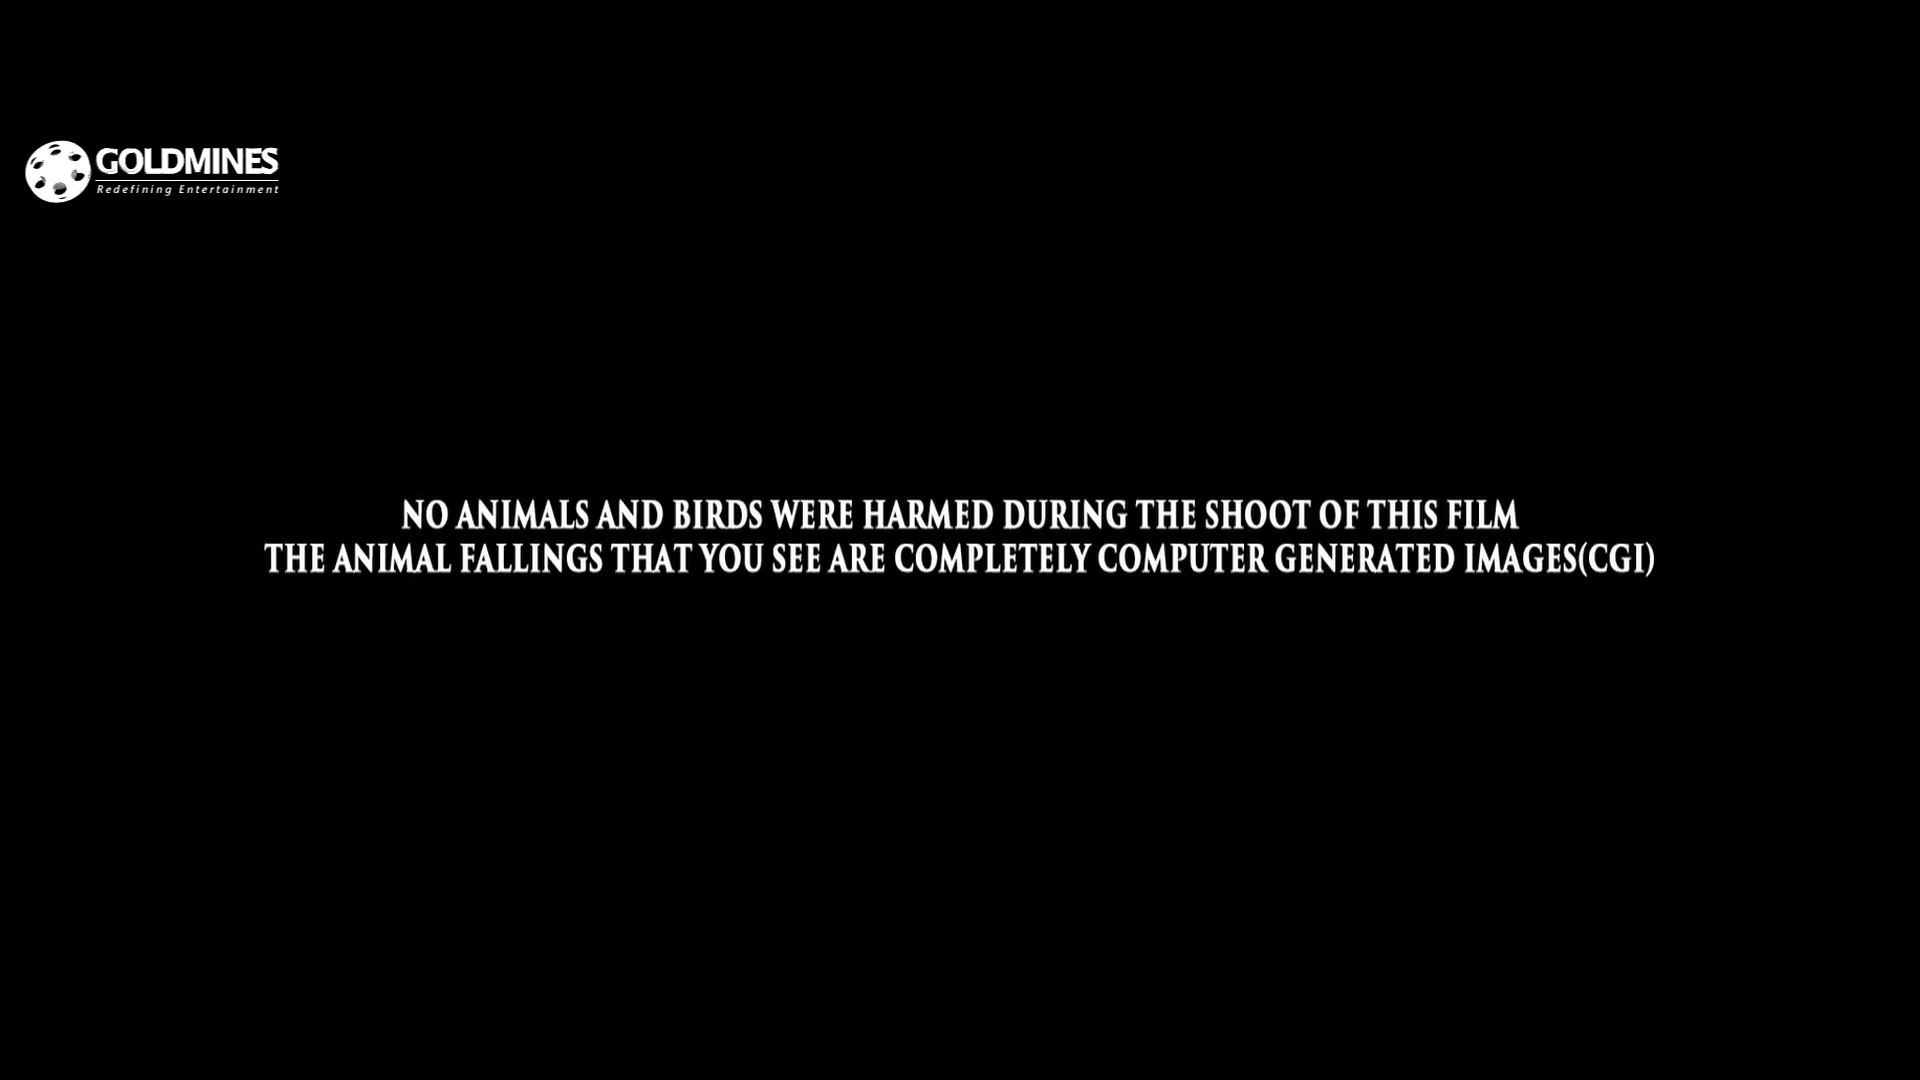 GOLDMINES
Redefining Entertainment
NO ANIMALS AND BIRDS WERE HARMED DURING THE SHOOT OF THIS FILM
THE ANIMAL FALLINGS THAT YOU SEE ARE COMPLETELY COMPUTER GENERATED IMAGES(CGI)